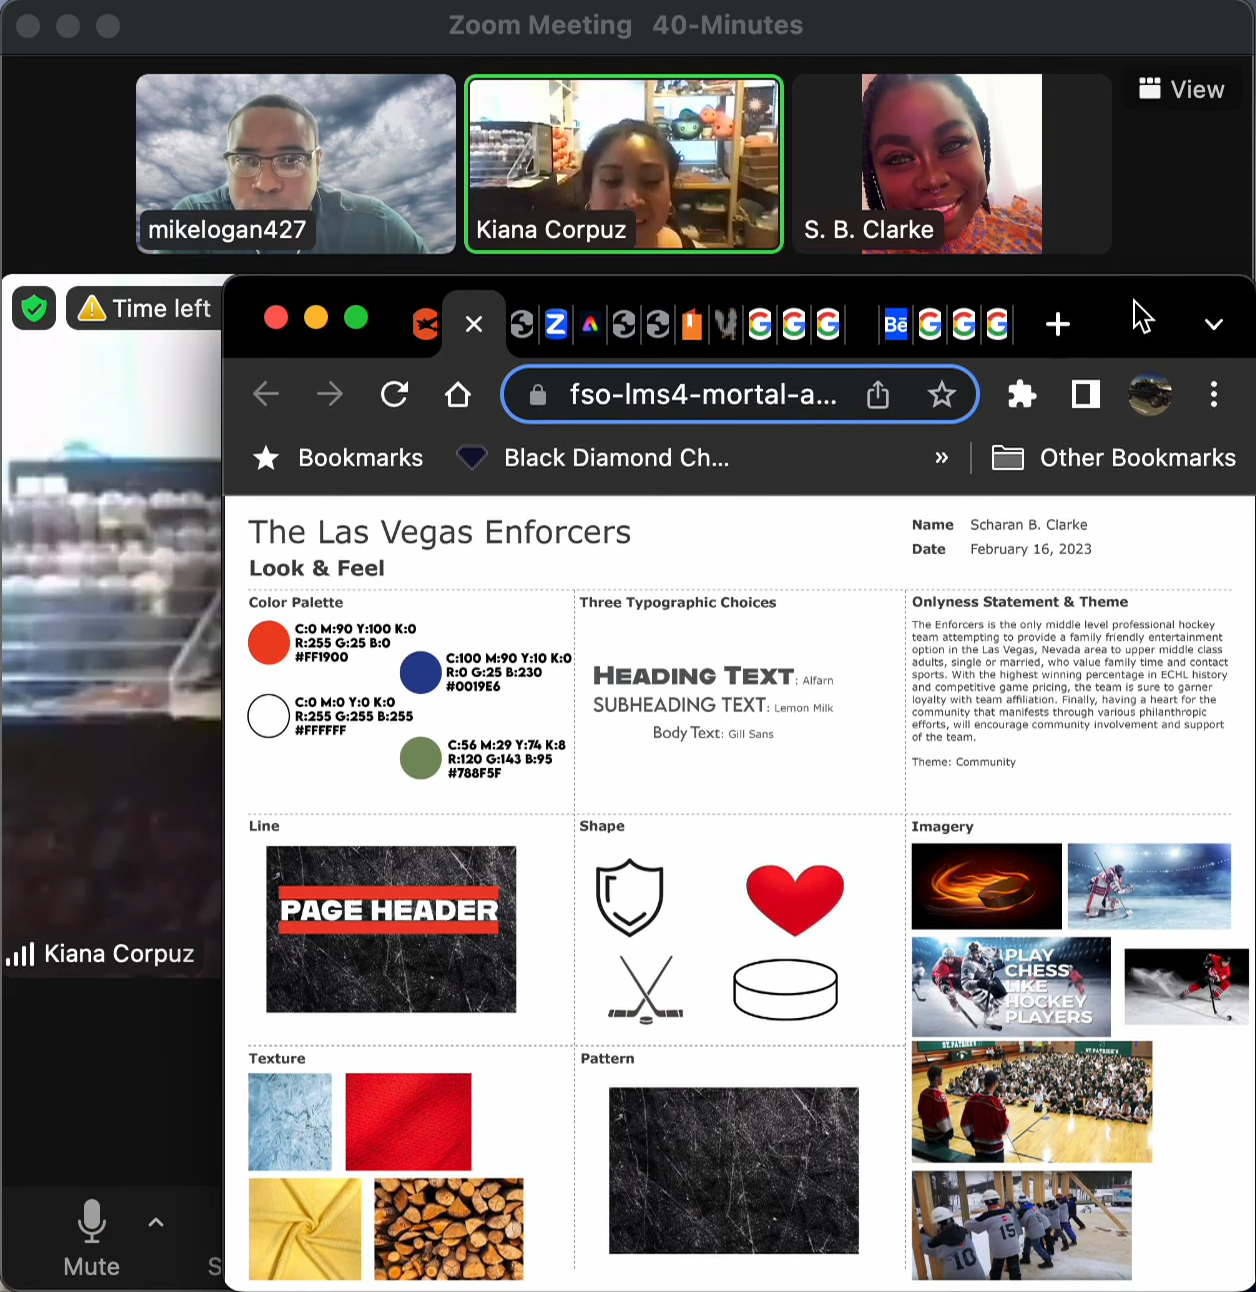 Zoom Meeting 40-Minutes
View
mikelogan427
Kiana Corpuz
S. B. Clarke
Time left
fso-lms4-mortal-a...
Bookmarks
Black Diamond Ch...
»
Other Bookmarks
The Las Vegas Enforcers
Look & Feel
Name Scharan B. Clarke
Date February 16, 2023
Color Palette
C:0 M:90 Y:100 K:0
R:255 G:25 B:0
#FF1900
C:100 M:90 Y:10 K:0
R:0 G:25 B:230
#0019E6
C:0 M:0 Y:0 K:0
R:255 G:255 B:255
#FFFFFF
C:56 M:29 Y:74 K:8
R:120 G:143 B:95
#788F5F
Three Typographic Choices
HEADING TEXT: Alfarn
SUBHEADING TEXT: Lemon Milk
Body Text: Gill Sans
Onlyness Statement & Theme
The Enforcers is the only middle level professional hockey
team attempting to provide a family friendly entertainment
option in the Las Vegas, Nevada area to upper middle class
adults, single or married, who value family time and contact
sports. With the highest winning percentage in ECHL history
and competitive game pricing, the team is sure to garner
loyalty with team affiliation. Finally, having a heart for the
community that manifests through various philanthropic
efforts, will encourage community involvement and support
of the team.
Theme: Community
Line
PAGE HEADER
Shape
Imagery
PLAY
CHESS
LIKE
HOCKEY
PLAYERS
ST. PATRICK'S
ST. PATRICK'S
10
15
Texture
Pattern
Kiana Corpuz
Mute
S
Bē
Z
G
G
G
G
G
G